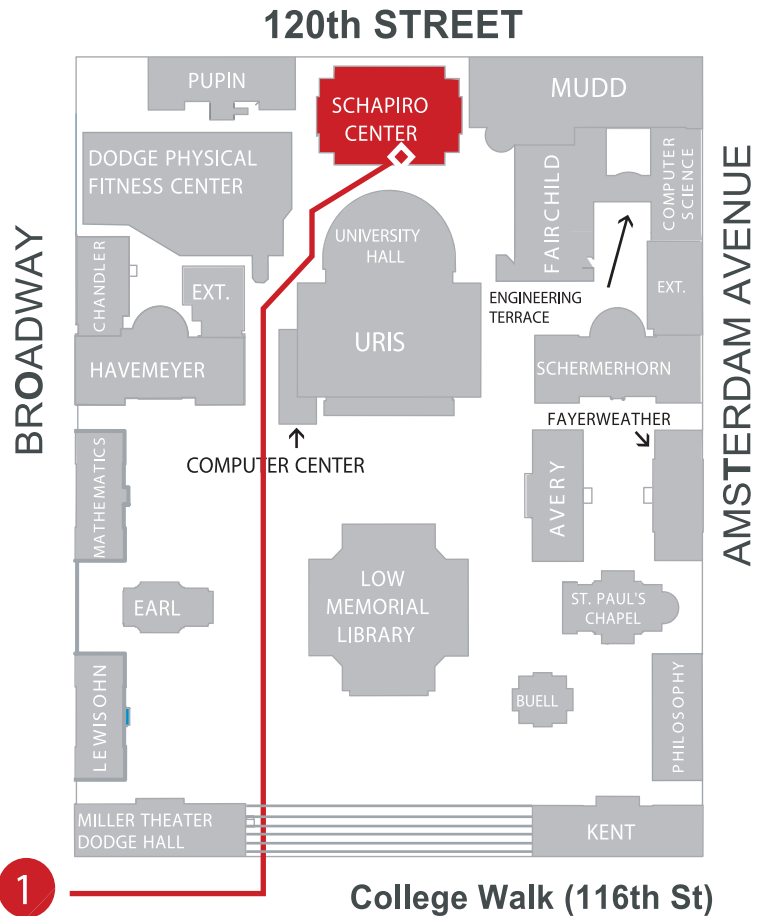 120th STREET
PUPIN
SCHAPIRO
CENTER
MUDD
DODGE PHYSICAL
FITNESS CENTER
FAIRCHILD
COMPUTER
SCIENCE
BROADWAY
AMSTERDAM AVENUE
CHANDLER
EXT.
UNIVERSITY
HALL
ENGINEERING
TERRACE
EXT.
HAVEMEYER
URIS
SCHERMERHORN
COMPUTER CENTER
FAYERWEATHER
MATHEMATICS
AVERY
EARL
LOW
MEMORIAL
LIBRARY
ST. PAUL'S
CHAPEL
LEWISOHN
BUELL
PHILOSOPHY
MILLER THEATER
DODGE HALL
KENT
1
College Walk (116th St)